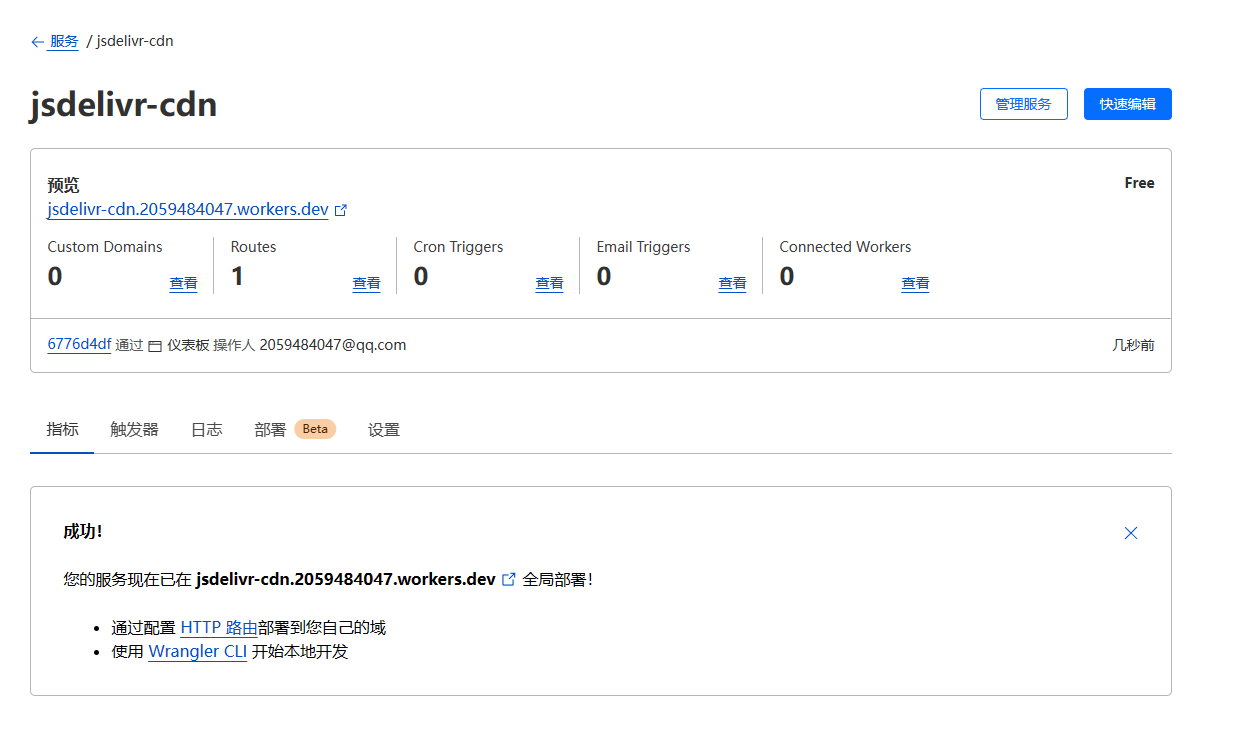 ← 服务 / jsdelivr-cdn
jsdelivr-cdn
管理服务
快速编辑
预览
Free
jsdelivr-cdn.2059484047.workers.dev
Custom Domains
0
查看
Routes
1
查看
Cron Triggers
0
查看
Email Triggers
0
查看
Connected Workers
0
查看
6776d4df 通过 仪表板 操作人 2059484047@qq.com
几秒前
指标 触发器 日志 部署 Beta 设置
成功!
您的服务现在已在 jsdelivr-cdn.2059484047.workers.dev 全局部署!
• 通过配置 HTTP 路由部署到您自己的域
• 使用 Wrangler CLI 开始本地开发